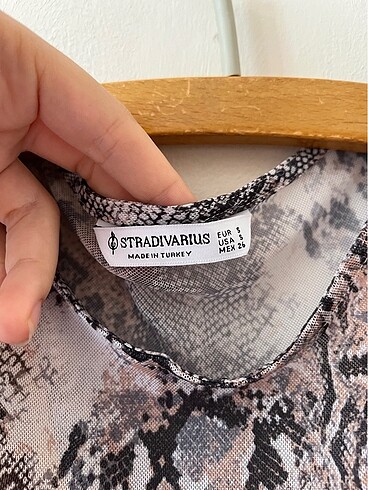 STRADIVARIUS
MADE IN TURKEY
EUR S
USA S
MEX 26